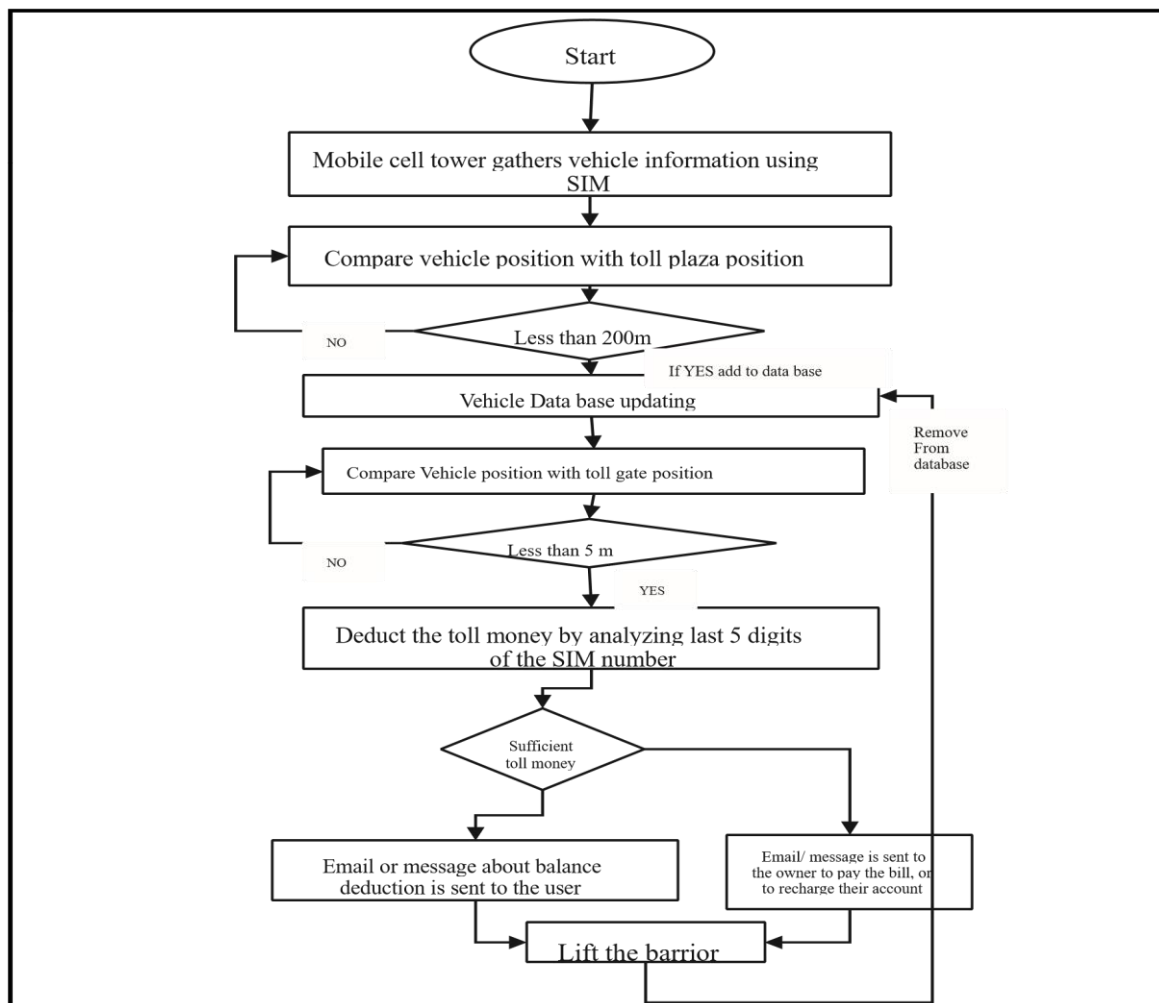 Start
Mobile cell tower gathers vehicle information using
SIM
Compare vehicle position with toll plaza position
Less than 200m
NO
If YES add to data base
Vehicle Data base updating
Remove
From
database
Compare Vehicle position with toll gate position
Less than 5 m
NO
YES
Deduct the toll money by analyzing last 5 digits
of the SIM number
Sufficient
toll money
Email or message about balance
deduction is sent to the user
Email/ message is sent to
the owner to pay the bill, or
to recharge their account
Lift the barrior